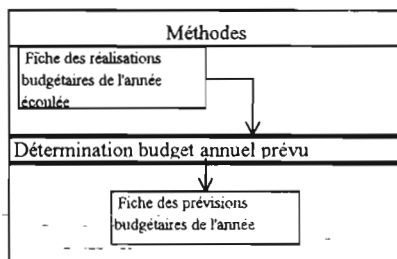 Méthodes
Fiche des réalisations
budgétaires de l'année
écoulée
Détermination budget annuel prévu
Fiche des prévisions
budgétaires de l'année